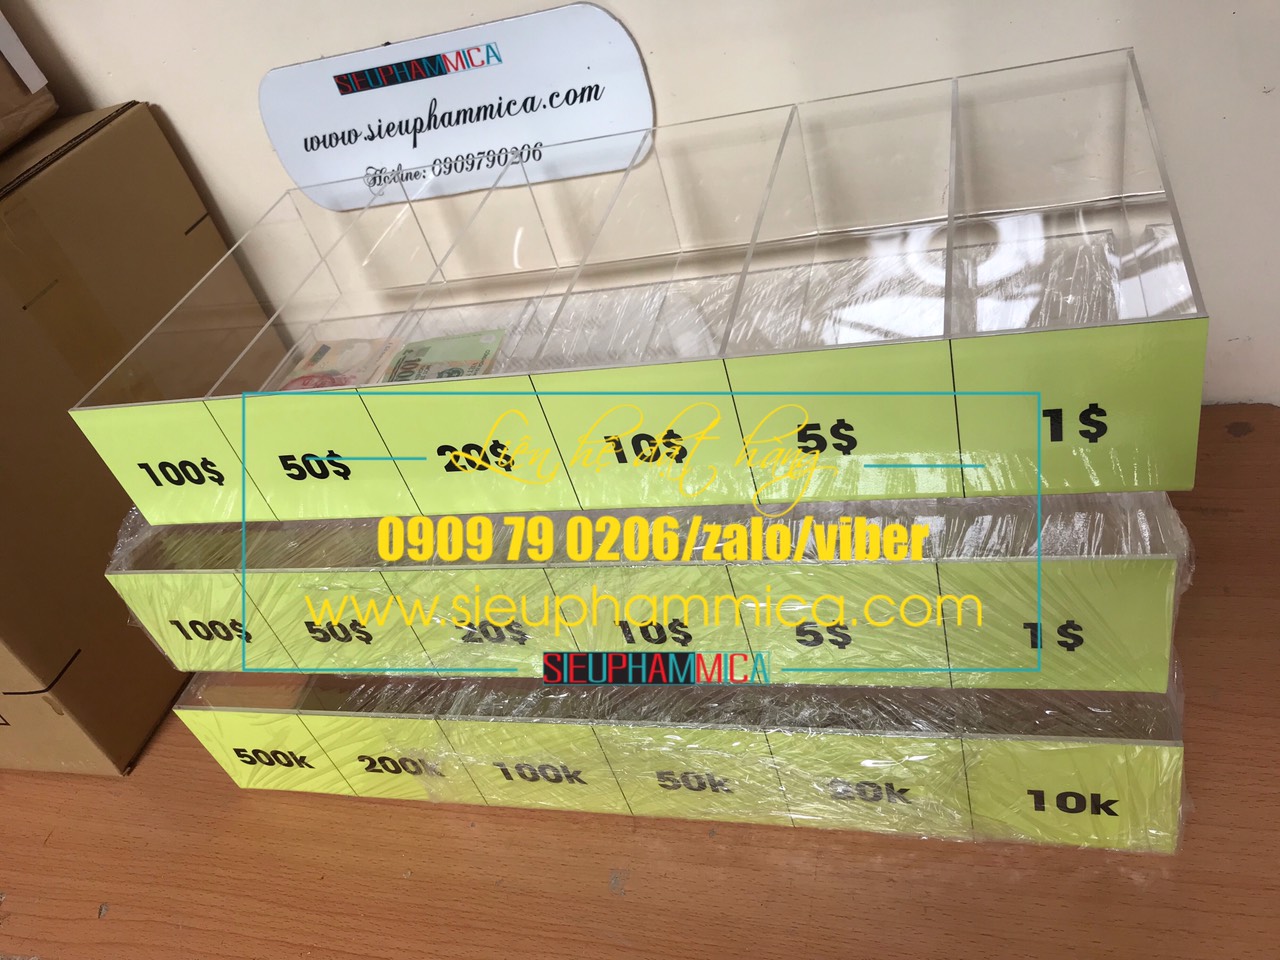 SIEUPHAMMICA
www.sieuphammica.com
Hotline: 0909790206
100$ 50$ 20$ 10$ 5$ 1$
Liên hệ đặt hàng
0909 79 0206/zalo/viber
www.sieuphammica.com
100$ 50$ 20$ 10$ 5$ 1$
SIEUPHAMMICA
500k 200k 100k 50k 20k 10k